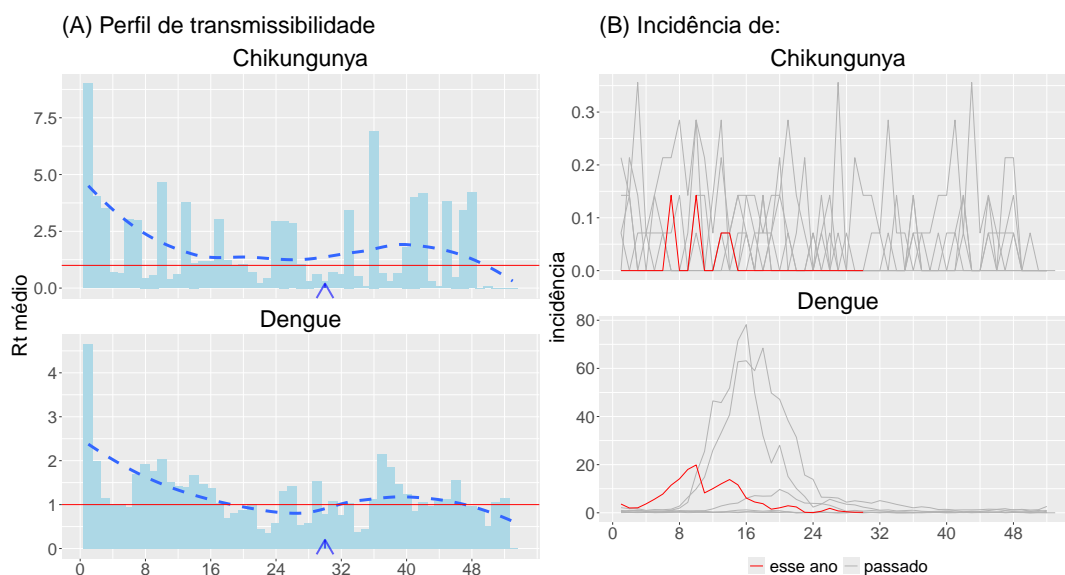 (A) Perfil de transmissibilidade
Chikungunya
7.5
5.0
2.5
0.0
Dengue
4
3
2
1
0
0 8 16 24 32 40 48
Rt médio
(B) Incidência de:
Chikungunya
0.3
0.2
0.1
0.0
Dengue
80
60
40
20
0
0 8 16 24 32 40 48
incidência
esse ano passado